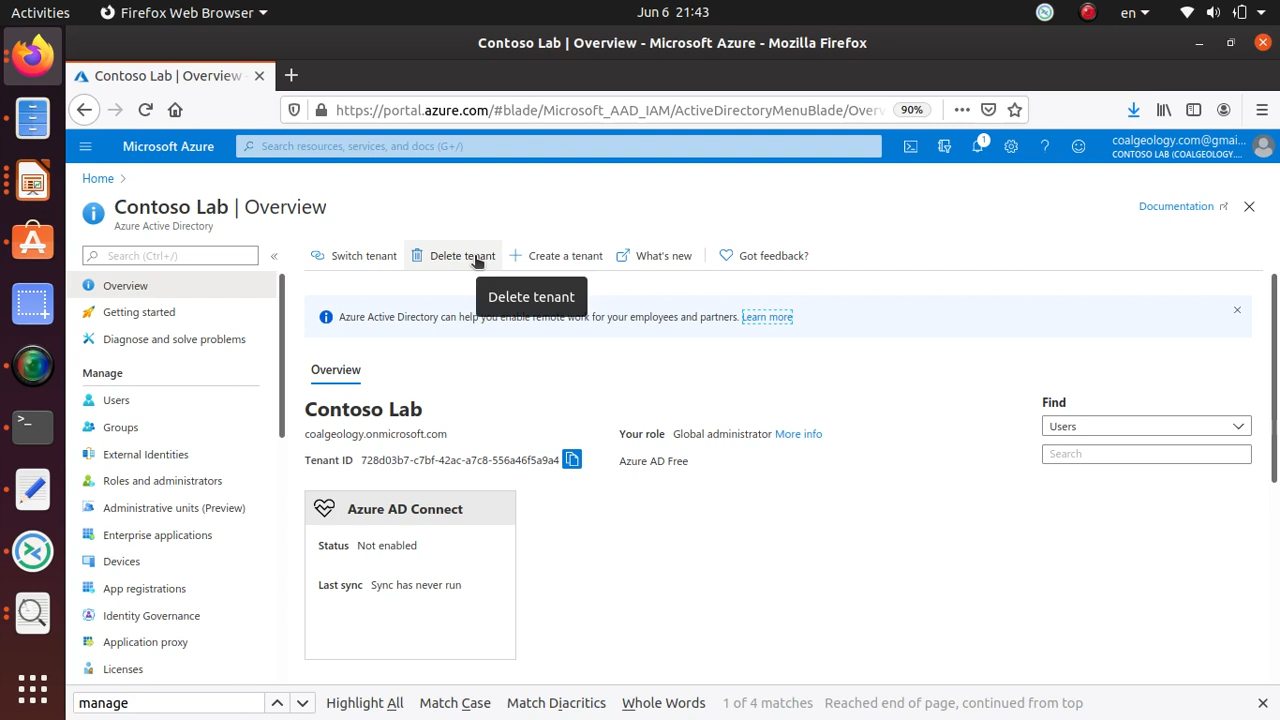 Activities
Firefox Web Browser
Jun 6 21:43
en
Contoso Lab | Overview - Microsoft Azure - Mozilla Firefox
Contoso Lab | Overview
https://portal.azure.com/#blade/Microsoft_AAD_IAM/ActiveDirectoryMenuBlade/Over
90%
Microsoft Azure
Search resources, services, and docs (G+/)
1
coalgeology.com@gmai...
CONTOSO LAB (COALGEOLOGY....
Home
Contoso Lab | Overview
Azure Active Directory
Documentation
Search (Ctrl+/)
Switch tenant
Delete tenant
Create a tenant
What's new
Got feedback?
Delete tenant
Azure Active Directory can help you enable remote work for your employees and partners. Learn more
Overview
Getting started
Diagnose and solve problems
Manage
Users
Groups
External Identities
Roles and administrators
Administrative units (Preview)
Enterprise applications
Devices
App registrations
Identity Governance
Application proxy
Licenses
Overview
Contoso Lab
coalgeology.onmicrosoft.com
Your role Global administrator More info
Tenant ID 728d03b7-c7bf-42ac-a7c8-556a46f5a9a4
Azure AD Free
Find
Users
Search
Azure AD Connect
Status Not enabled
Last sync Sync has never run
manage
Highlight All
Match Case
Match Diacritics
Whole Words
1 of 4 matches
Reached end of page, continued from top